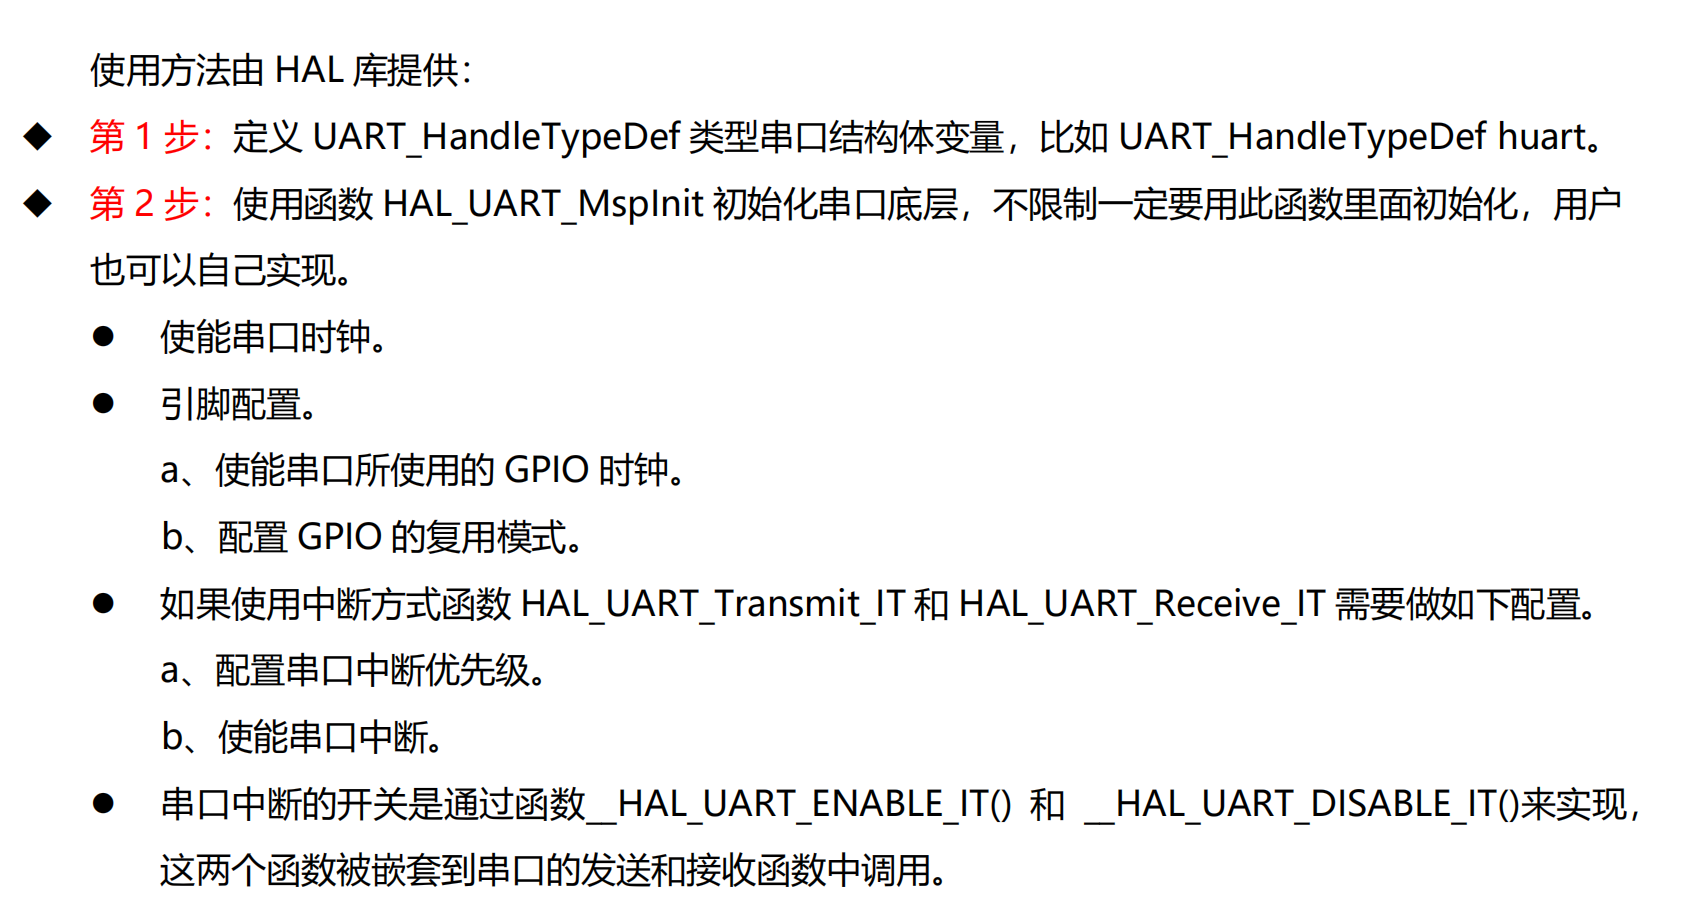 使用方法由 HAL 库提供：
◆ 第 1 步：定义 UART_HandleTypeDef 类型串口结构体变量，比如 UART_HandleTypeDef huart。
◆ 第 2 步：使用函数 HAL_UART_MspInit 初始化串口底层，不限制一定要用此函数里面初始化，用户
也可以自己实现。
● 使能串口时钟。
● 引脚配置。
a、使能串口所使用的 GPIO 时钟。
b、配置 GPIO 的复用模式。
● 如果使用中断方式函数 HAL_UART_Transmit_IT 和 HAL_UART_Receive_IT 需要做如下配置。
a、配置串口中断优先级。
b、使能串口中断。
● 串口中断的开关是通过函数__HAL_UART_ENABLE_IT() 和 __HAL_UART_DISABLE_IT()来实现，
这两个函数被嵌套到串口的发送和接收函数中调用。